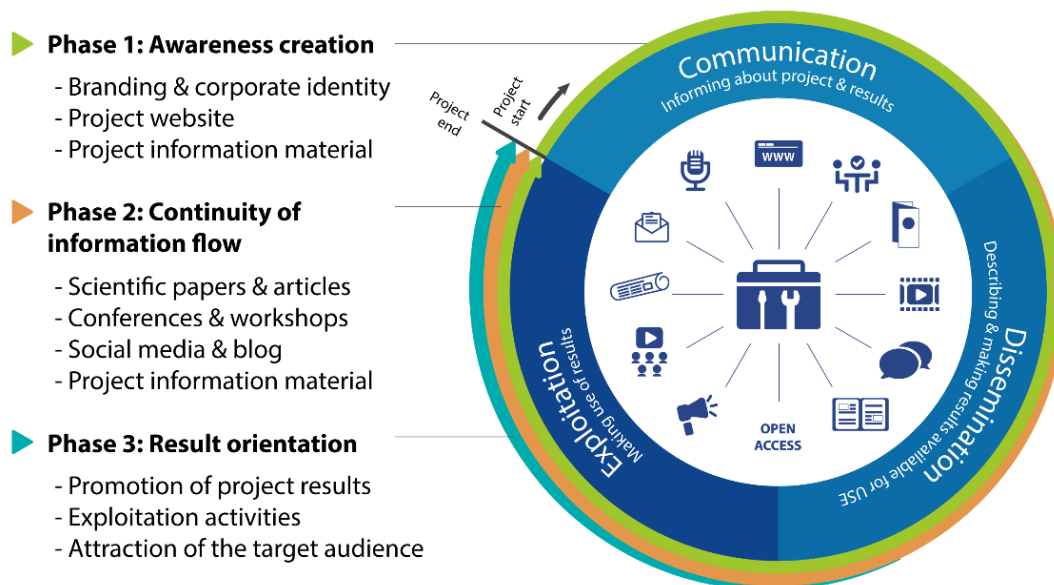 Phase 1: Awareness creation
- Branding & corporate identity
- Project website
- Project information material
Phase 2: Continuity of
information flow
- Scientific papers & articles
- Conferences & workshops
- Social media & blog
- Project information material
Phase 3: Result orientation
- Promotion of project results
- Exploitation activities
- Attraction of the target audience
Project
end
Project
start
Communication
Informing about project & results
Dissemination
Describing & making results available for USE
Exploitation
Making use of results
WWW
OPEN
ACCESS